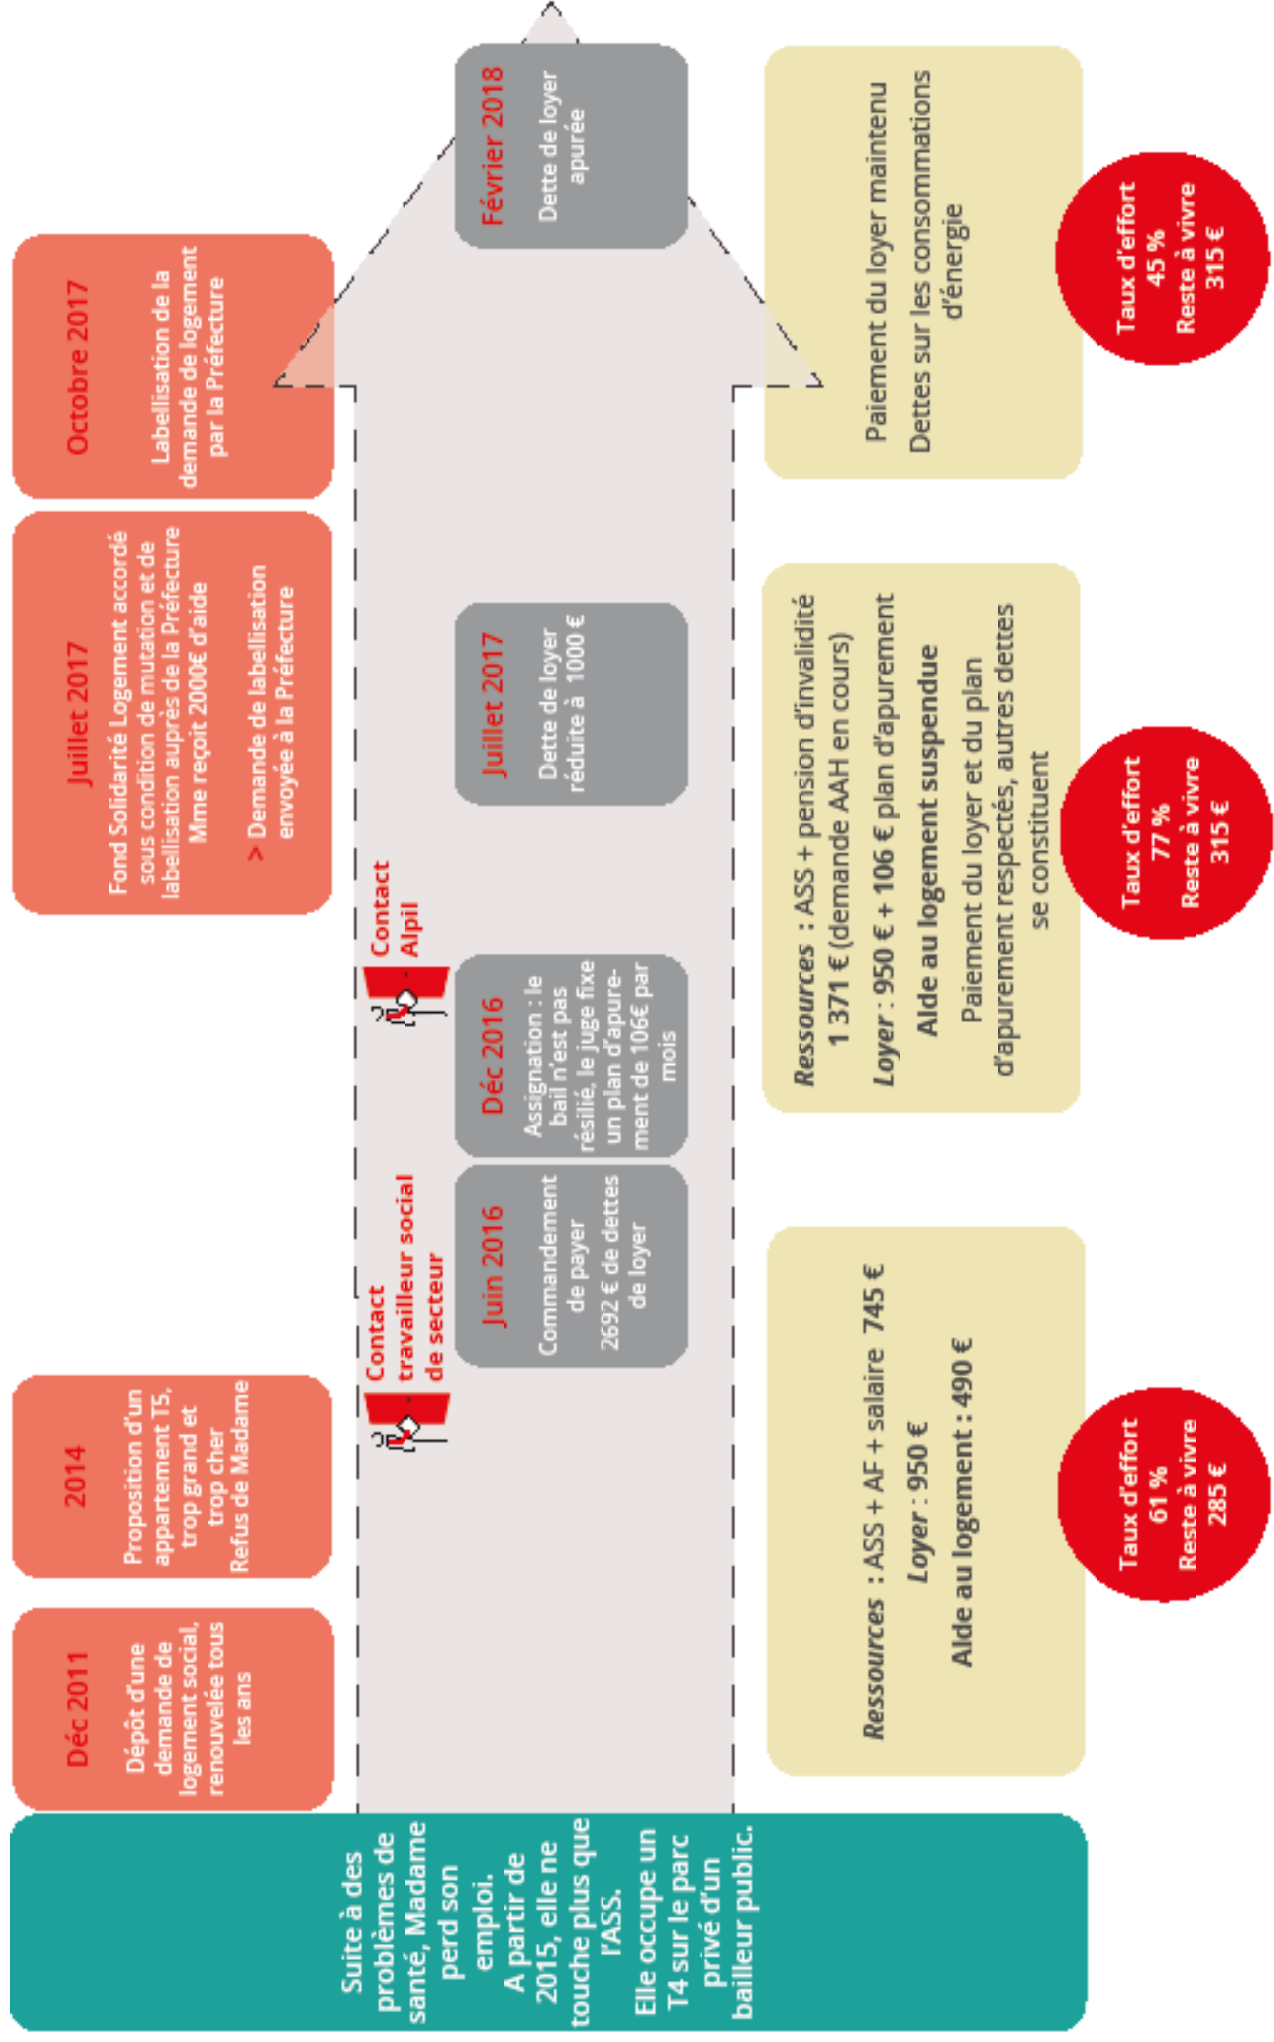 Suite à des
problèmes de
santé, Madame
perd son
emploi.
A partir de
2015, elle ne
touche plus que
l'ASS.
Elle occupe un
T4 sur le parc
privé d'un
bailleur public.
Déc 2011
Dépôt d'une
demande de
logement social,
renouvelée tous
les ans
2014
Proposition d'un
appartement T5,
trop grand et
trop cher
Refus de Madame
Juillet 2017
Fond Solidarité Logement accordé
sous condition de mutation et de
labellisation auprès de la Préfecture
Mme reçoit 2000€ d'aide
> Demande de labellisation
envoyée à la Préfecture
Octobre 2017
Labellisation de la
demande de logement
par la Préfecture
Contact
travailleur social
de secteur
Contact
Alpil
Juin 2016
Commandement
de payer
2692 € de dettes
de loyer
Déc 2016
Assignation : le
bail n'est pas
résilié, le juge fixe
un plan d'apure-
ment de 106€ par
mois
Juillet 2017
Dette de loyer
réduite à 1000 €
Février 2018
Dette de loyer
apurée
Ressources : ASS + AF + salaire 745 €
Loyer : 950 €
AIde au logement : 490 €
Taux d'effort
61 %
Reste à vivre
285 €
Ressources : ASS + pension d'invalidité
1 371 € (demande AAH en cours)
Loyer : 950 € + 106 € plan d'apurement
AIde au logement suspendue
Paiement du loyer et du plan
d'apurement respectés, autres dettes
se constituent
Taux d'effort
77 %
Reste à vivre
315 €
Paiement du loyer maintenu
Dettes sur les consommations
d'énergie
Taux d'effort
45 %
Reste à vivre
315 €